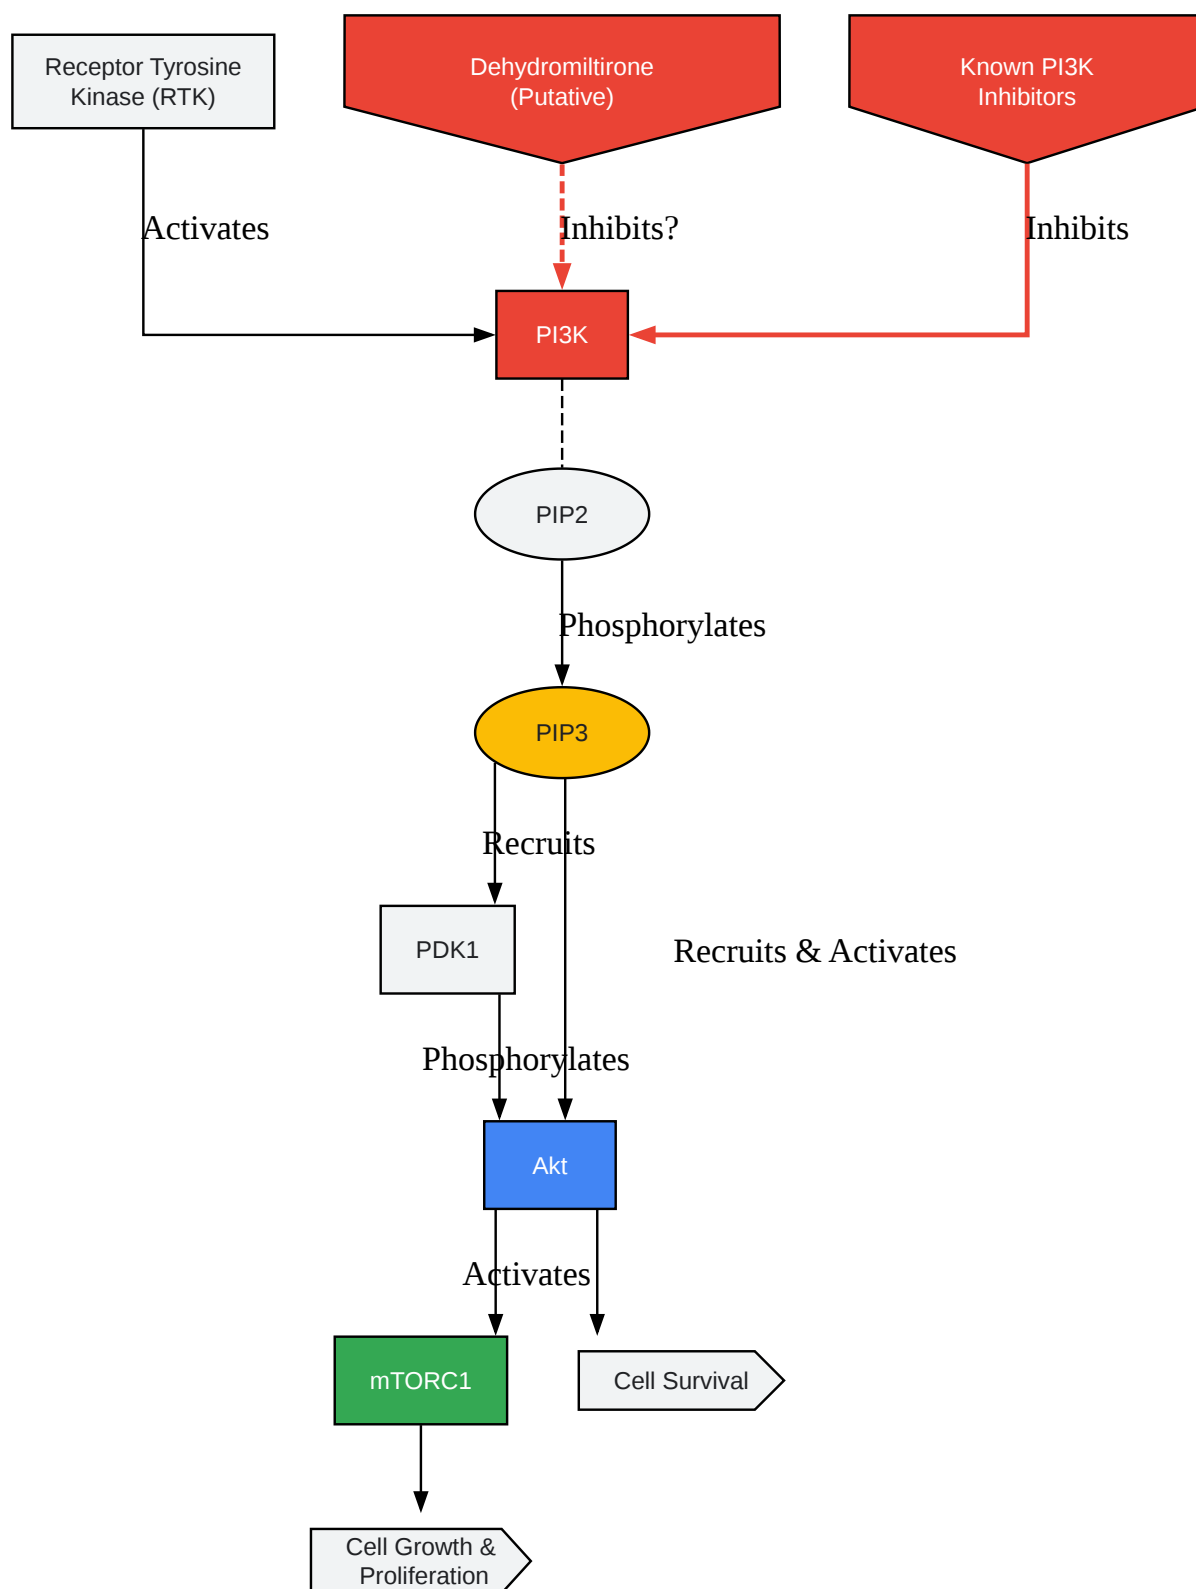 Receptor Tyrosine
Kinase (RTK)
Dehydromiltirone
(Putative)
Known PI3K
Inhibitors
Activates
Inhibits?
Inhibits
PI3K
PIP2
Phosphorylates
PIP3
Recruits
PDK1
Recruits & Activates
Phosphorylates
Akt
Activates
mTORC1
Cell Survival
Cell Growth &
Proliferation